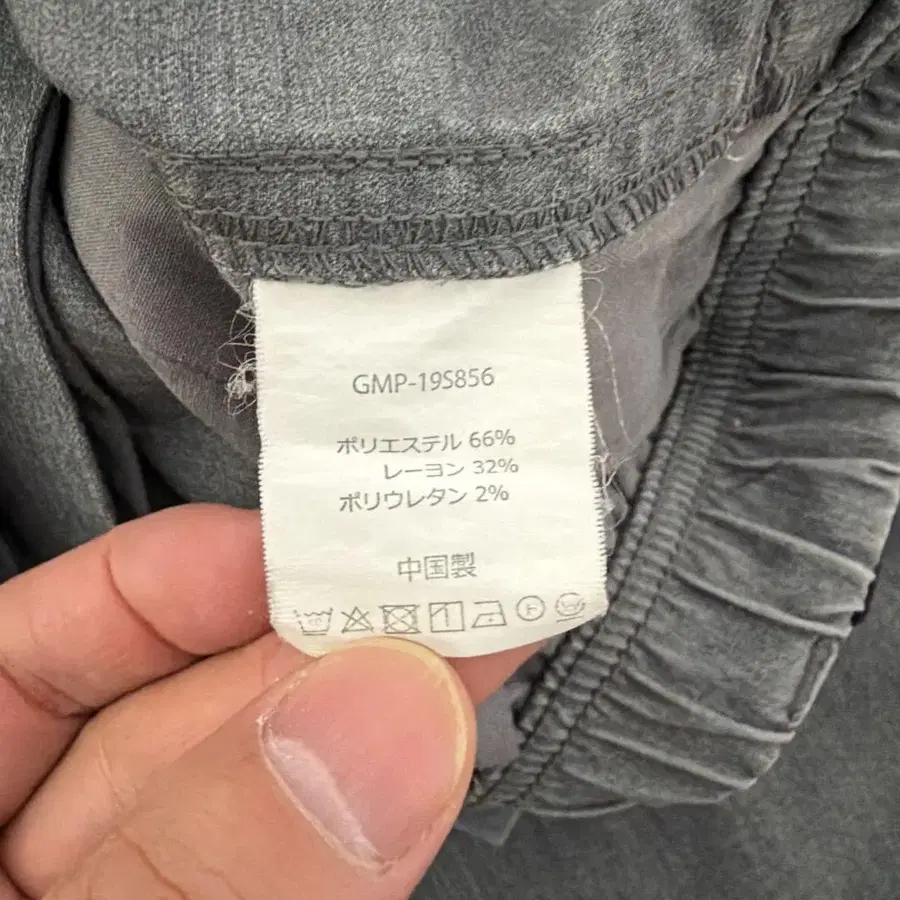 GMP-19S856
ポリエステル 66%
レーヨン 32%
ポリウレタン 2%
中国製